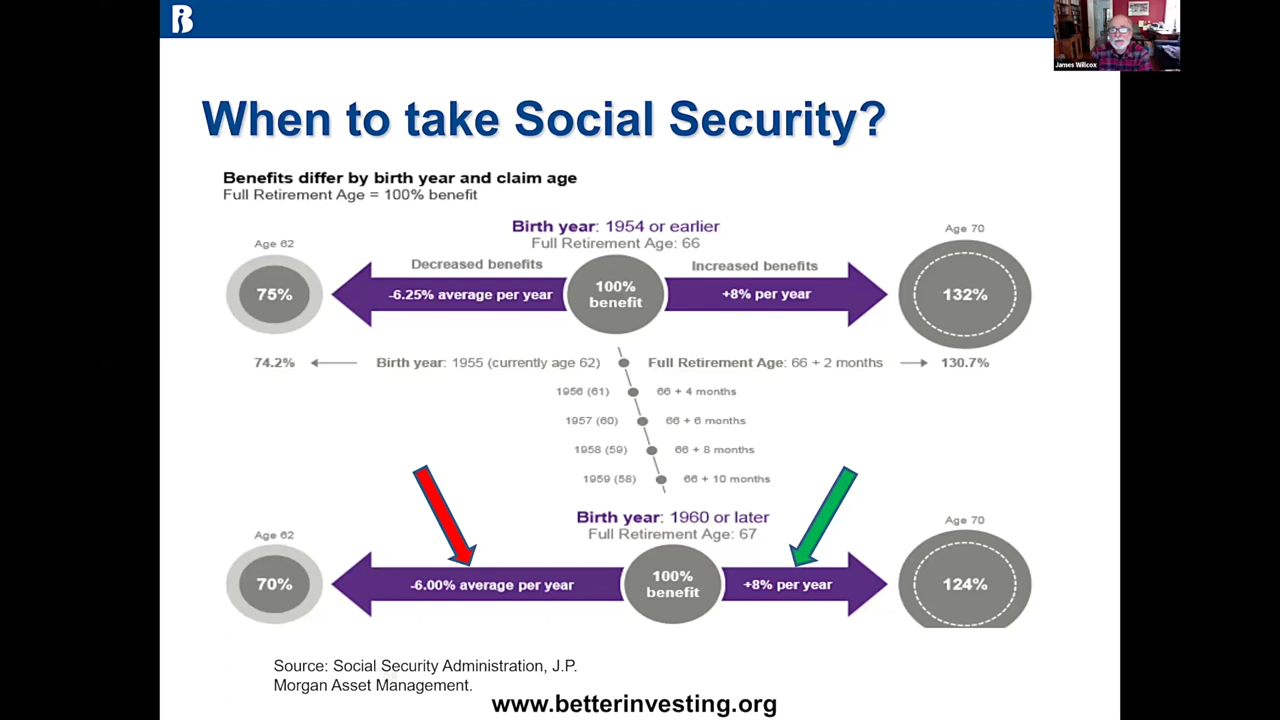 B
James Willcox
When to take Social Security?
Benefits differ by birth year and claim age
Full Retirement Age = 100% benefit
Birth year: 1954 or earlier
Full Retirement Age: 66
Age 62
Age 70
Decreased benefits
Increased benefits
75%
-6.25% average per year
100%
benefit
+8% per year
132%
74.2%
Birth year: 1955 (currently age 62)
Full Retirement Age: 66 + 2 months
130.7%
1956 (61)
66 + 4 months
1957 (60)
66 + 6 months
1958 (59)
66 + 8 months
1959 (58)
66 + 10 months
Birth year: 1960 or later
Full Retirement Age: 67
Age 62
Age 70
70%
-6.00% average per year
100%
benefit
+8% per year
124%
Source: Social Security Administration, J.P.
Morgan Asset Management.
www.betterinvesting.org